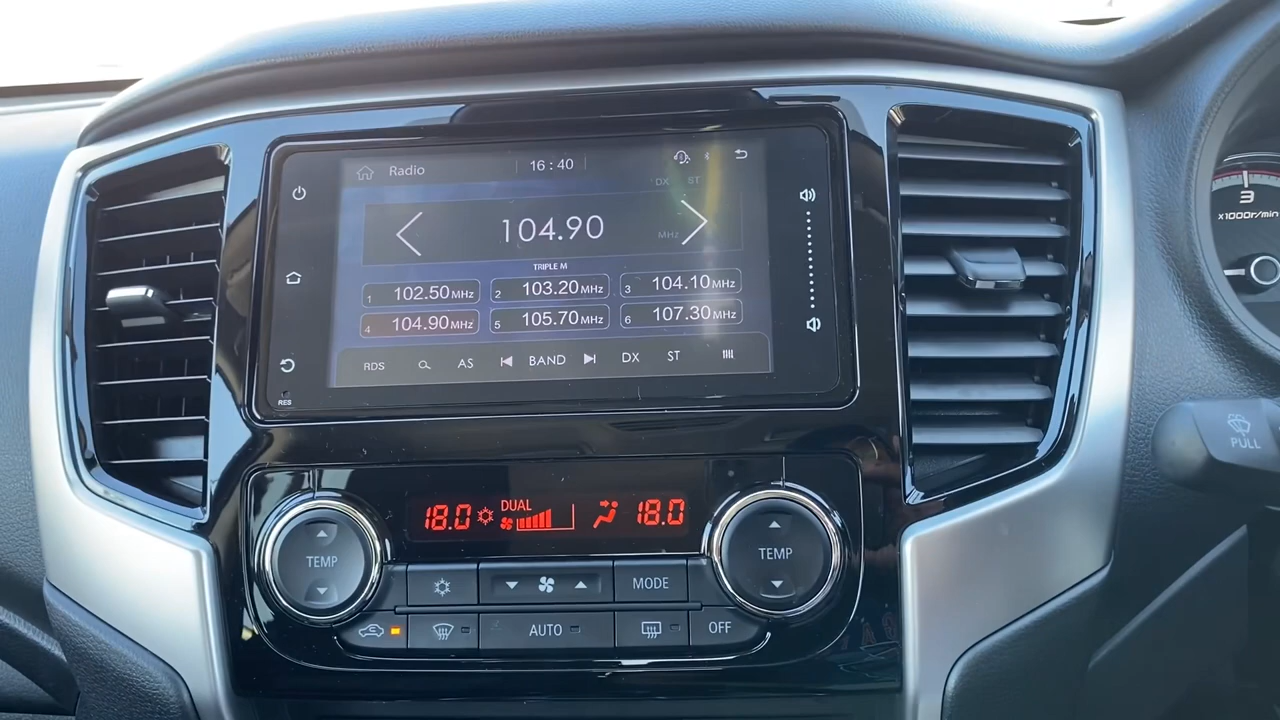 Radio
16:40
DX ST
104.90
MHz
TRIPLE M
1 102.50 MHz
2 103.20 MHz
3 104.10 MHz
4 104.90 MHz
5 105.70 MHz
6 107.30 MHz
RDS AS BAND DX ST
RES
18.0 DUAL 18.0
TEMP
MODE
TEMP
AUTO
OFF
3
x1000r/min
PULL